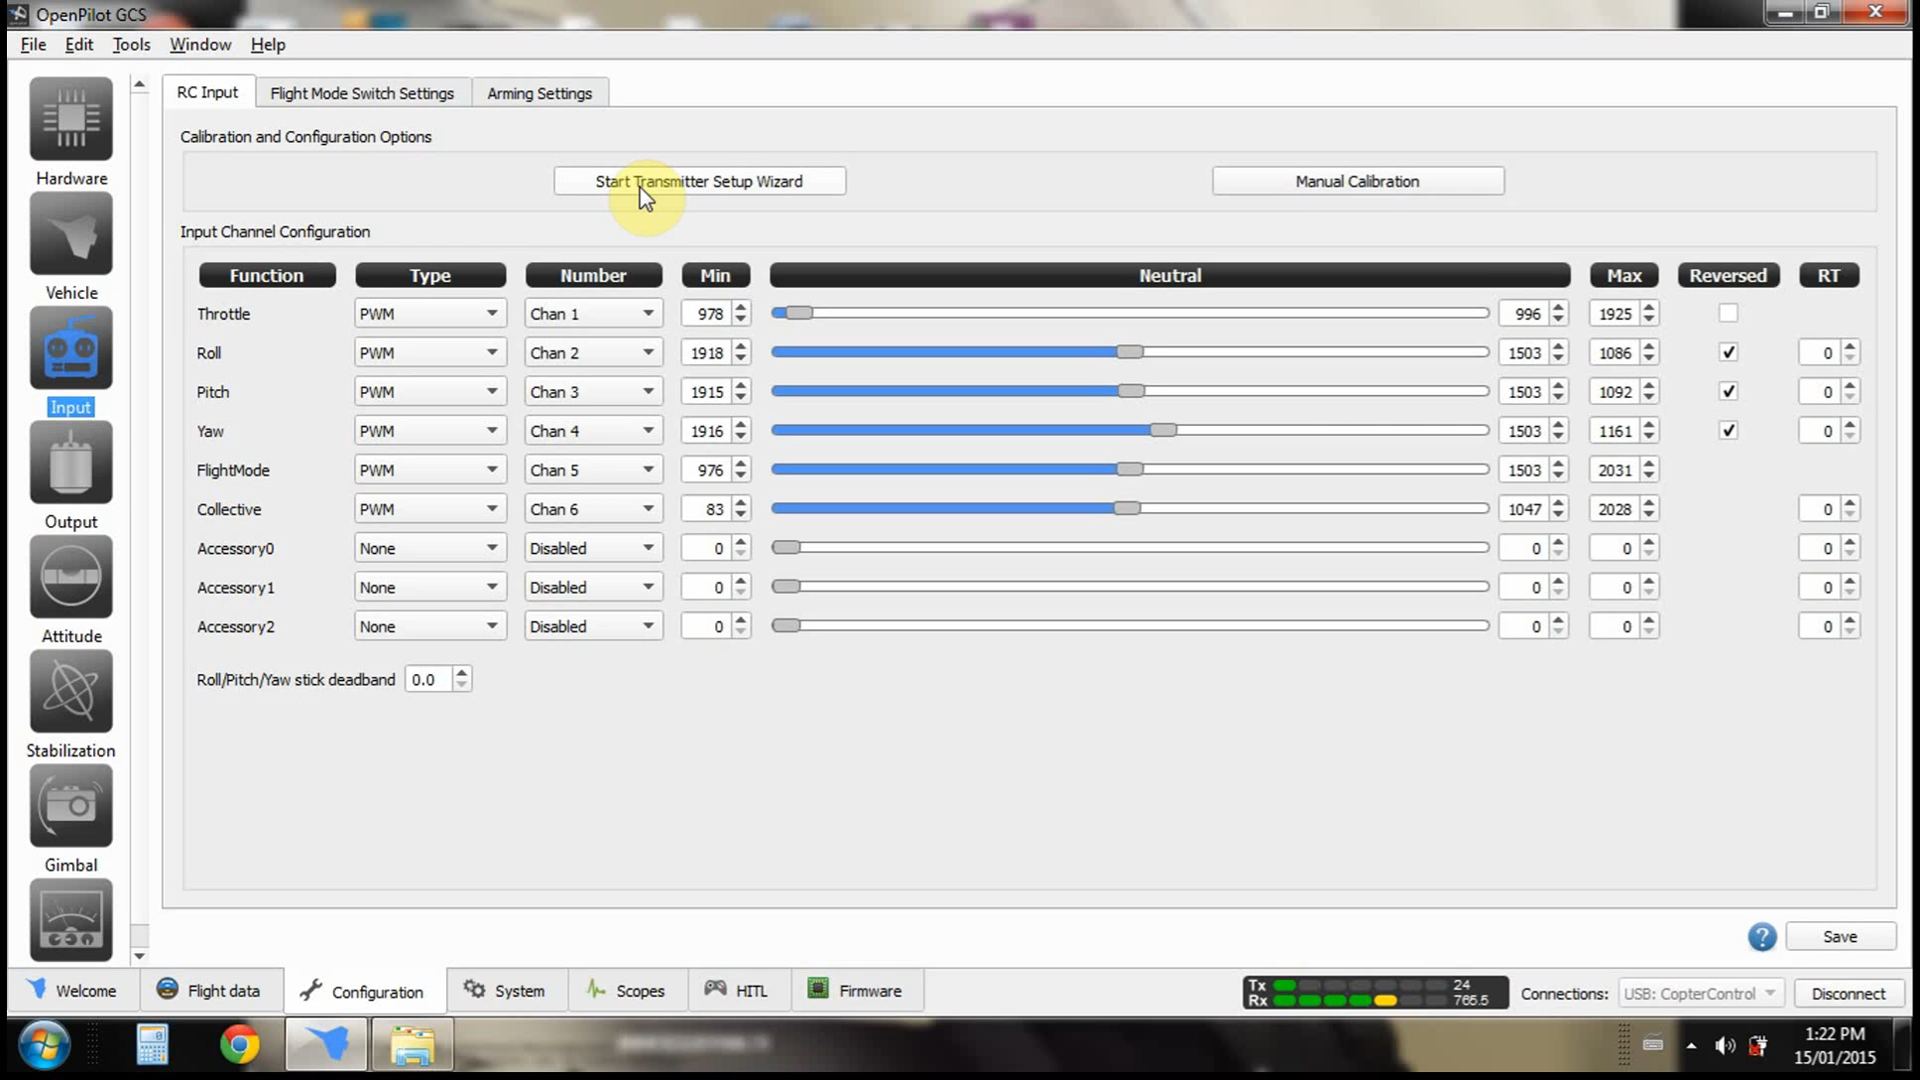 OpenPilot GCS
File Edit Tools Window Help
RC Input Flight Mode Switch Settings Arming Settings
Calibration and Configuration Options
Start Transmitter Setup Wizard Manual Calibration
Input Channel Configuration
Function Type Number Min Neutral Max Reversed RT
Throttle PWM Chan 1 978 996 1925
Roll PWM Chan 2 1918 1503 1086 0
Pitch PWM Chan 3 1915 1503 1092 0
Yaw PWM Chan 4 1916 1503 1161 0
FlightMode PWM Chan 5 976 1503 2031
Collective PWM Chan 6 83 1047 2028 0
Accessory0 None Disabled 0 0 0 0
Accessory1 None Disabled 0 0 0 0
Accessory2 None Disabled 0 0 0 0
Roll/Pitch/Yaw stick deadband 0.0
Hardware
Vehicle
Input
Output
Attitude
Stabilization
Gimbal
? Save
Welcome Flight data Configuration System Scopes HITL Firmware
Tx 24
Rx 765.5
Connections: USB: CopterControl Disconnect
1:22 PM
15/01/2015